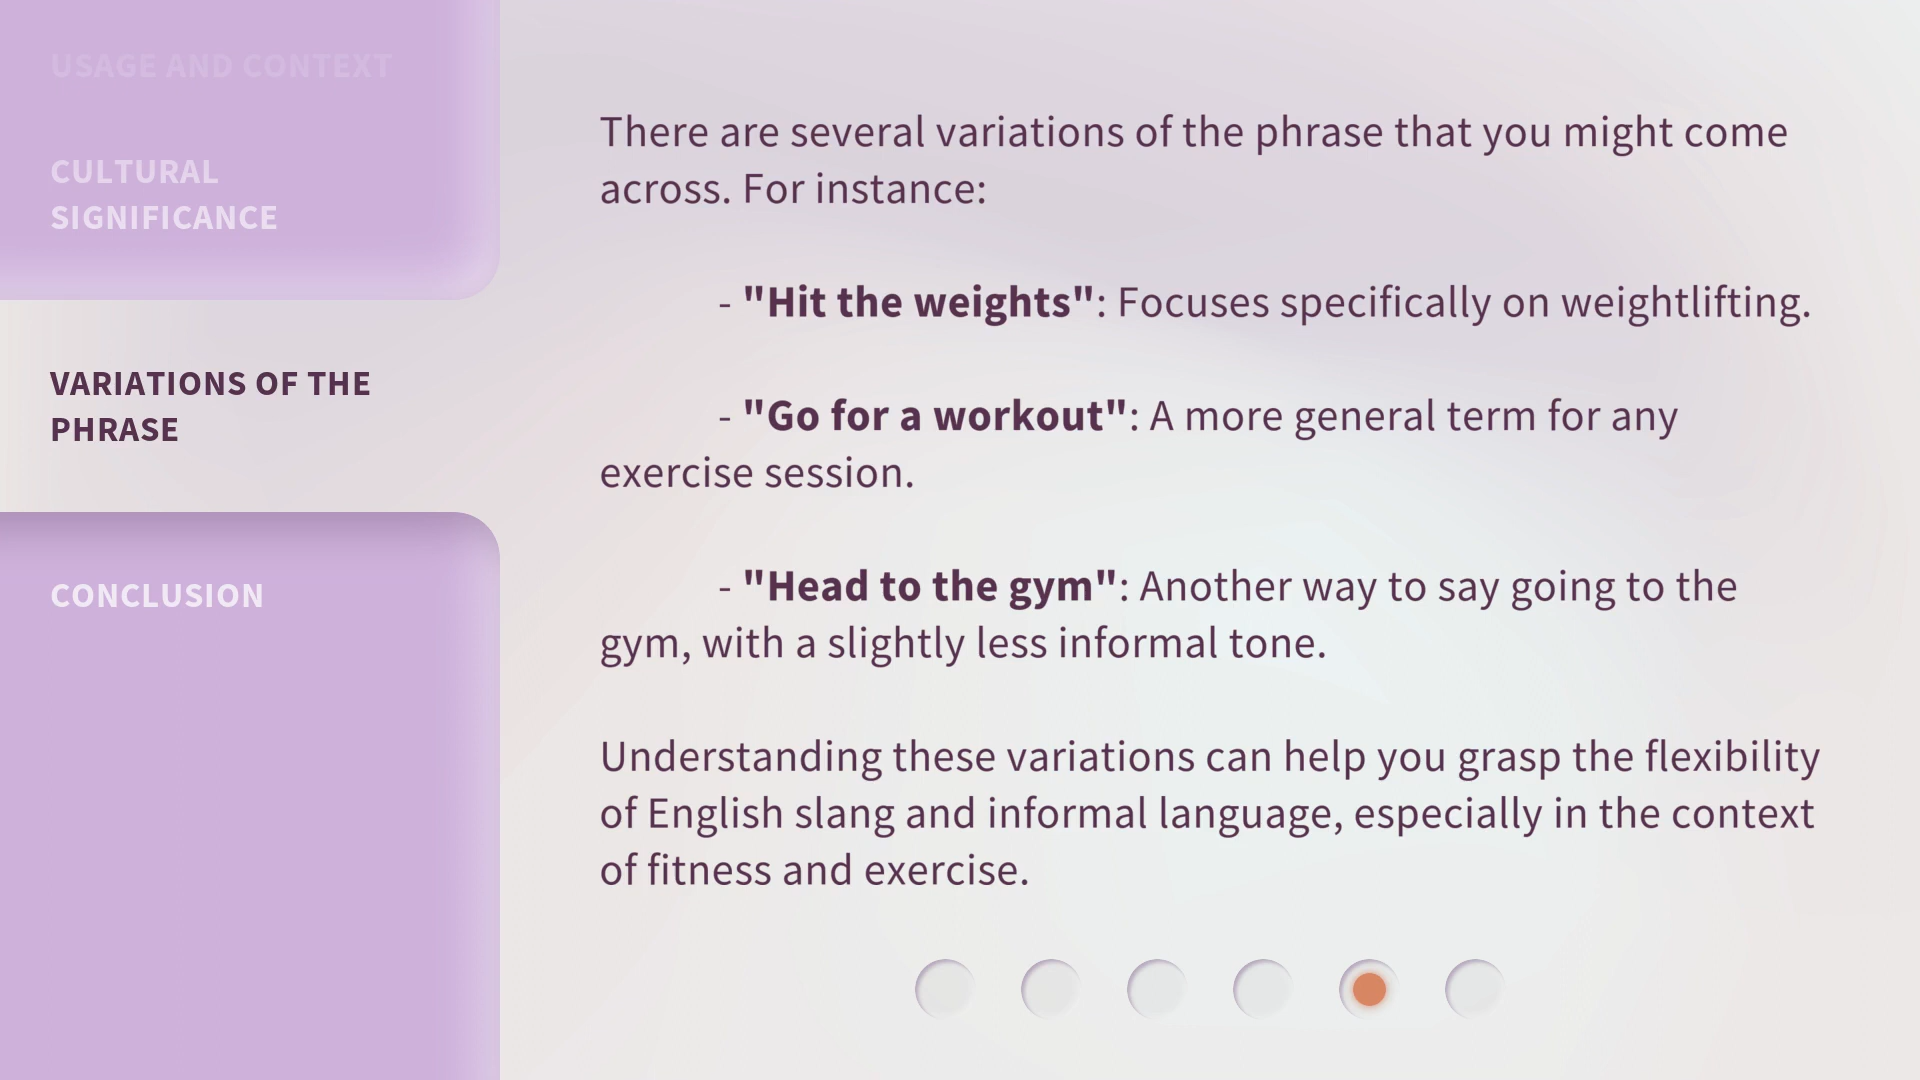 USAGE AND CONTEXT
CULTURAL
SIGNIFICANCE
VARIATIONS OF THE
PHRASE
CONCLUSION
There are several variations of the phrase that you might come
across. For instance:
- "Hit the weights": Focuses specifically on weightlifting.
- "Go for a workout": A more general term for any
exercise session.
- "Head to the gym": Another way to say going to the
gym, with a slightly less informal tone.
Understanding these variations can help you grasp the flexibility
of English slang and informal language, especially in the context
of fitness and exercise.